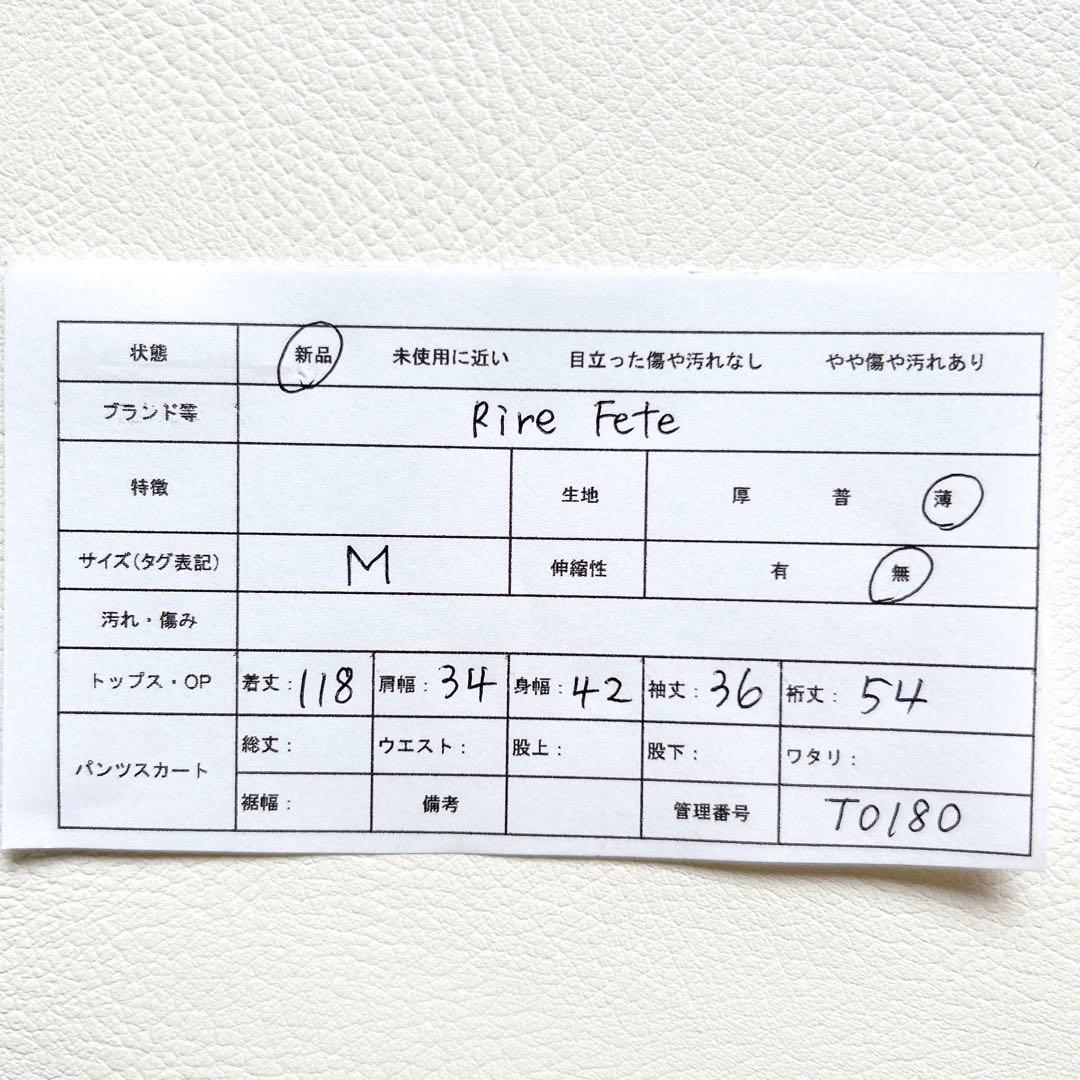 状態 新品 未使用に近い 目立った傷や汚れなし やや傷や汚れあり
ブランド等 Rire Fete
特徴 生地 厚 普 薄
サイズ(タグ表記) M 伸縮性 有 無
汚れ・傷み
トップス・OP 着丈:118 肩幅:34 身幅:42 袖丈:36 裄丈:54
パンツスカート 総丈: ウエスト: 股上: 股下: ワタリ:
裾幅: 備考 管理番号 T0180